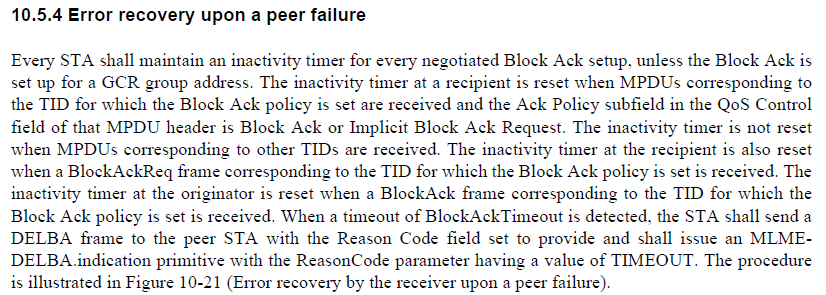 10.5.4 Error recovery upon a peer failure
Every STA shall maintain an inactivity timer for every negotiated Block Ack setup, unless the Block Ack is
set up for a GCR group address. The inactivity timer at a recipient is reset when MPDUs corresponding to
the TID for which the Block Ack policy is set are received and the Ack Policy subfield in the QoS Control
field of that MPDU header is Block Ack or Implicit Block Ack Request. The inactivity timer is not reset
when MPDUs corresponding to other TIDs are received. The inactivity timer at the recipient is also reset
when a BlockAckReq frame corresponding to the TID for which the Block Ack policy is set is received. The
inactivity timer at the originator is reset when a BlockAck frame corresponding to the TID for which the
Block Ack policy is set is received. When a timeout of BlockAckTimeout is detected, the STA shall send a
DELBA frame to the peer STA with the Reason Code field set to provide and shall issue an MLME-
DELBA.indication primitive with the ReasonCode parameter having a value of TIMEOUT. The procedure
is illustrated in Figure 10-21 (Error recovery by the receiver upon a peer failure).